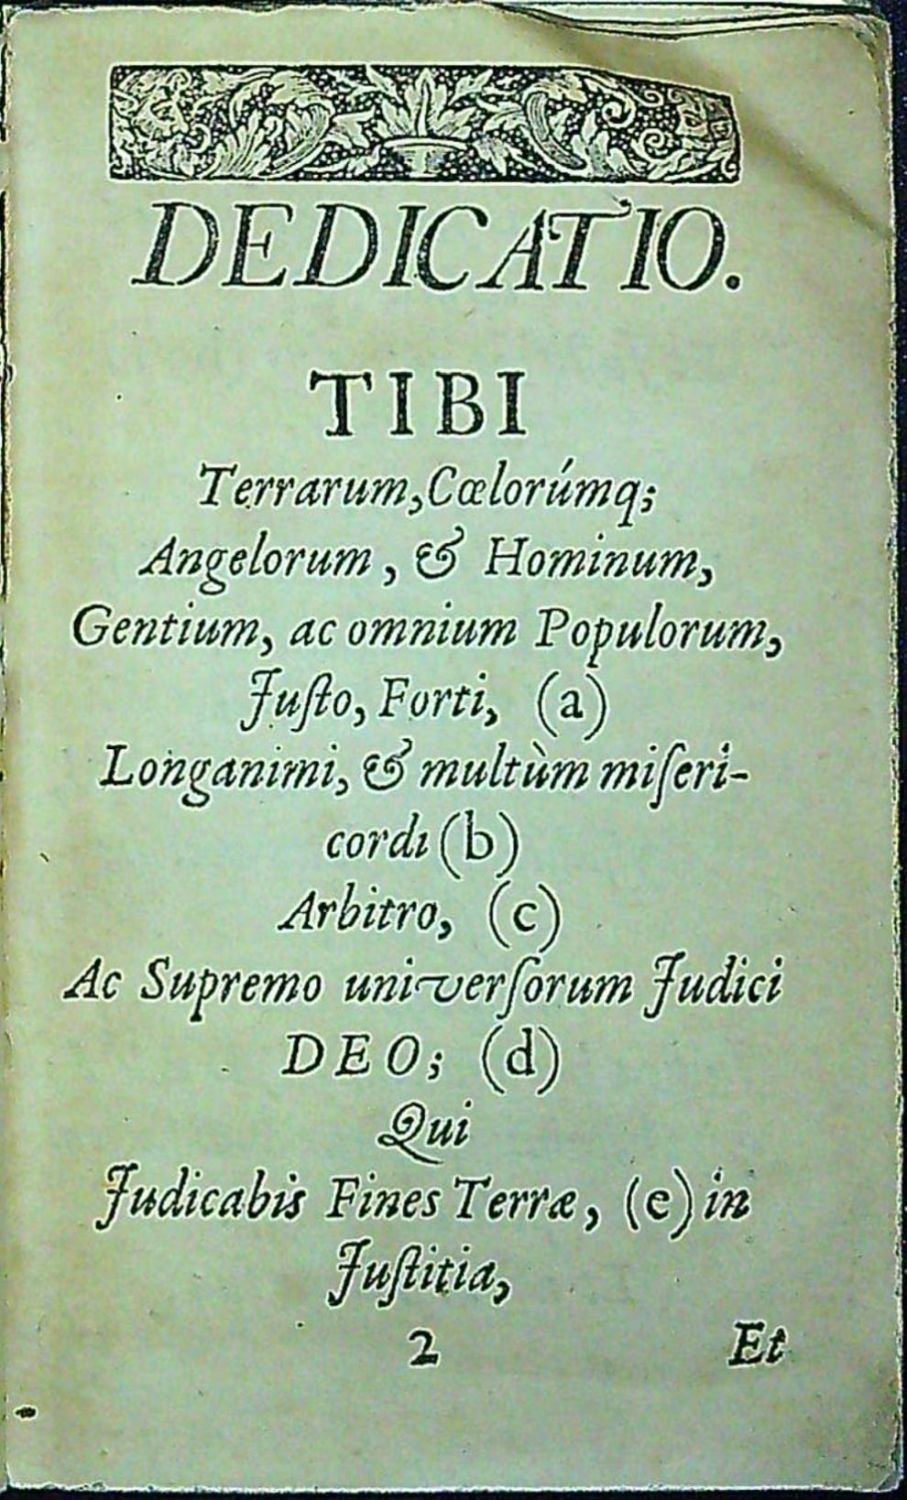 DEDICATIO.
TIBI
Terrarum, Cœlorúmq;
Angelorum, & Hominum,
Gentium, ac omnium Populorum,
Juſto, Forti, (a)
Longanimi, & multùm miſeri-
cordi (b)
Arbitro, (c)
Ac Supremo univerſorum Judici
DEO; (d)
Qui
Judicabis Fines Terræ, (e) in
Juſtitia,
2 Et